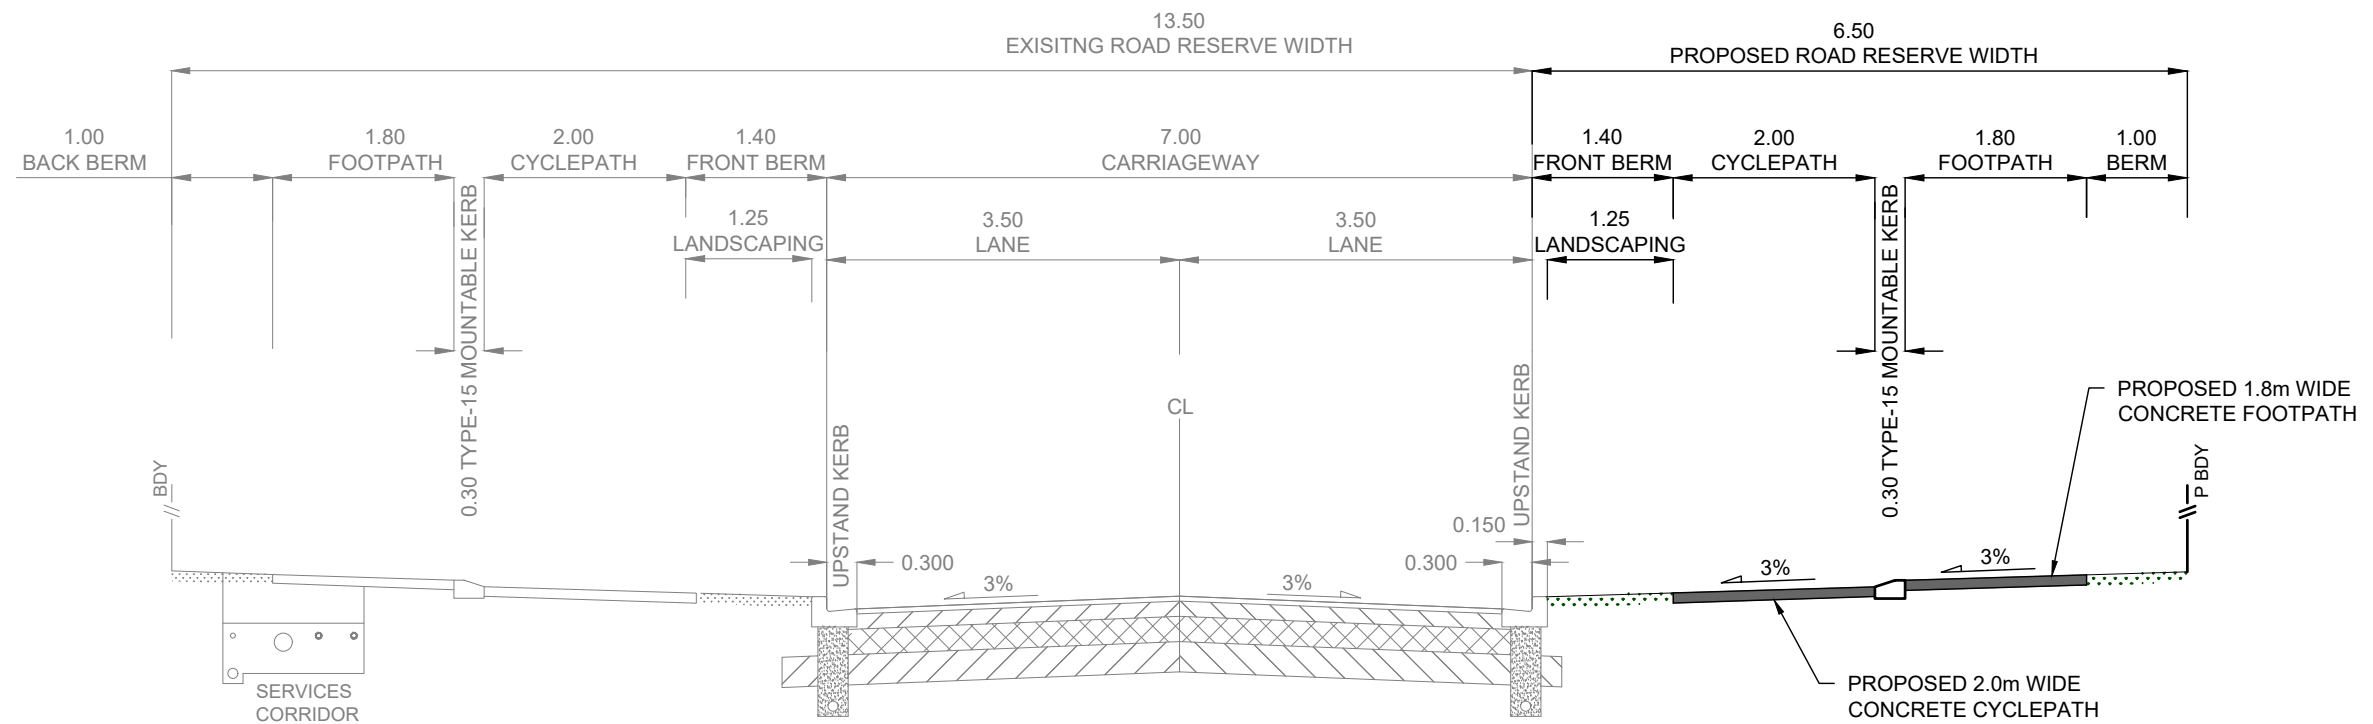 13.50
EXISITNG ROAD RESERVE WIDTH
6.50
PROPOSED ROAD RESERVE WIDTH
1.00
BACK BERM
1.80
FOOTPATH
2.00
CYCLEPATH
1.40
FRONT BERM
7.00
CARRIAGEWAY
1.40
FRONT BERM
2.00
CYCLEPATH
1.80
FOOTPATH
1.00
BERM
1.25
LANDSCAPING
3.50
LANE
3.50
LANE
1.25
LANDSCAPING
0.30 TYPE-15 MOUNTABLE KERB
0.30 TYPE-15 MOUNTABLE KERB
CL
PROPOSED 1.8m WIDE
CONCRETE FOOTPATH
BDY
UPSTAND KERB
UPSTAND KERB
P BDY
0.150
0.300
0.300
3%
3%
3%
3%
SERVICES
CORRIDOR
PROPOSED 2.0m WIDE
CONCRETE CYCLEPATH